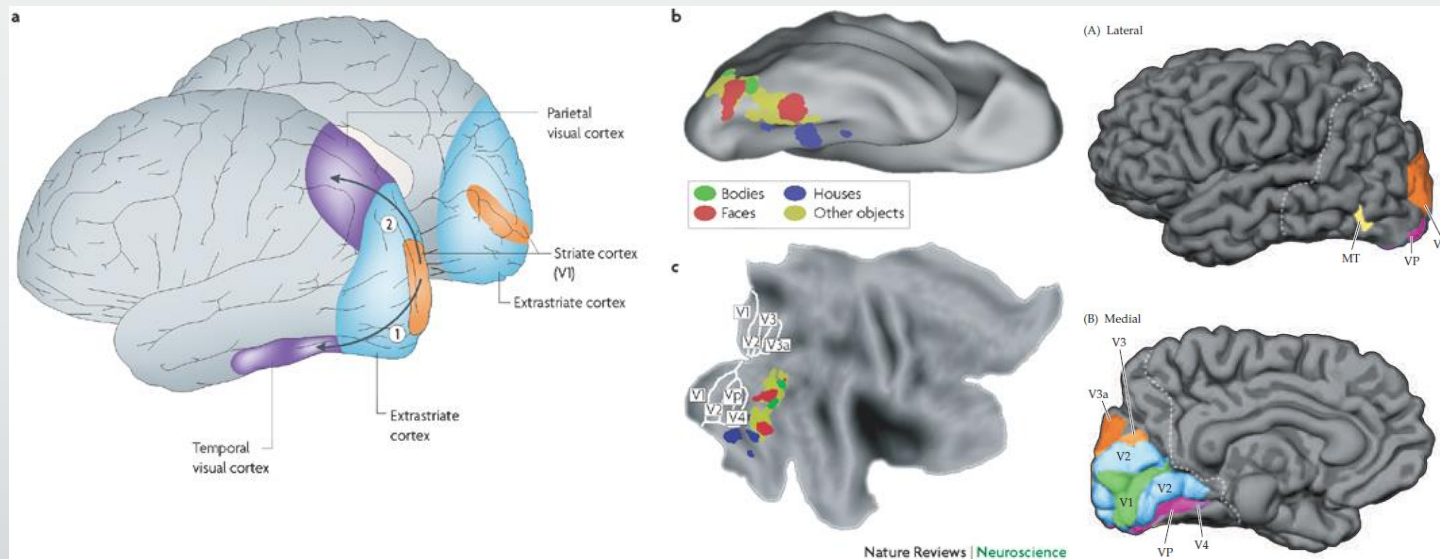 a
Parietal
visual cortex
2
Striate cortex
(V1)
Extrastriate cortex
1
Extrastriate
cortex
Temporal
visual cortex
b
Bodies
Houses
Faces
Other objects
c
V1
V3
V2
V3a
V1
V2
Vp
V4
Nature Reviews | Neuroscience
(A) Lateral
MT
VP
V
(B) Medial
V3
V3a
V2
V1
V2
VP
V4